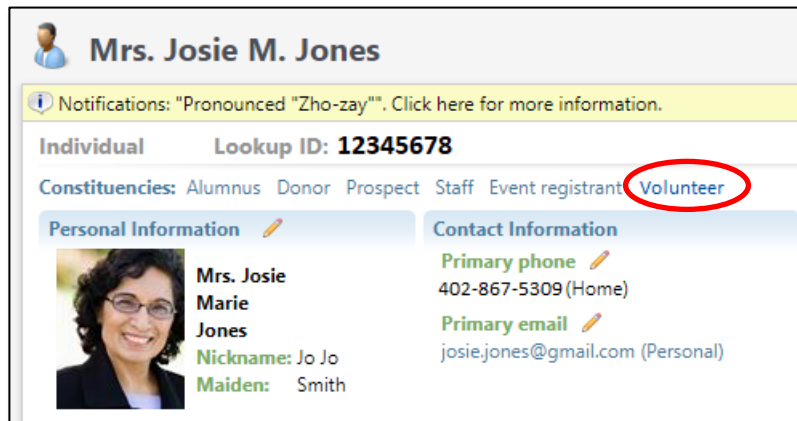 Mrs. Josie M. Jones
Notifications: "Pronounced "Zho-zay"". Click here for more information.
Individual Lookup ID: 12345678
Constituencies: Alumnus Donor Prospect Staff Event registrant Volunteer
Personal Information
Mrs. Josie
Marie
Jones
Nickname: Jo Jo
Maiden: Smith
Contact Information
Primary phone
402-867-5309 (Home)
Primary email
josie.jones@gmail.com (Personal)